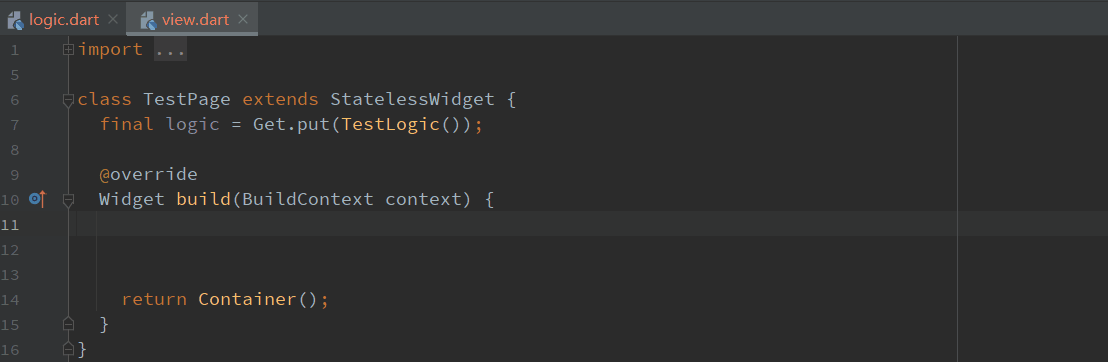 logic.dart view.dart
1 import ...
5
6 class TestPage extends StatelessWidget {
7 final logic = Get.put(TestLogic());
8
9 @override
10 Widget build(BuildContext context) {
11
12
13
14 return Container();
15 }
16 }